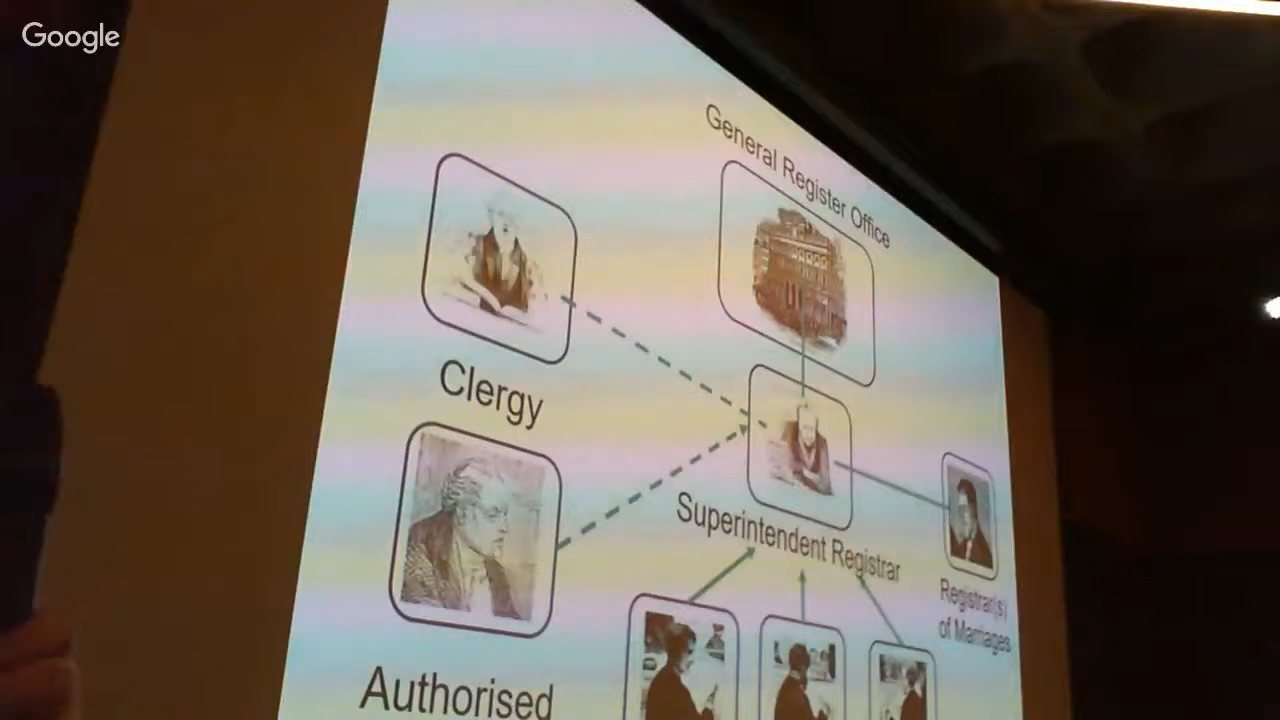 Google
General Register Office
Clergy
Superintendent Registrar
Registrar(s)
of Marriages
Authorised